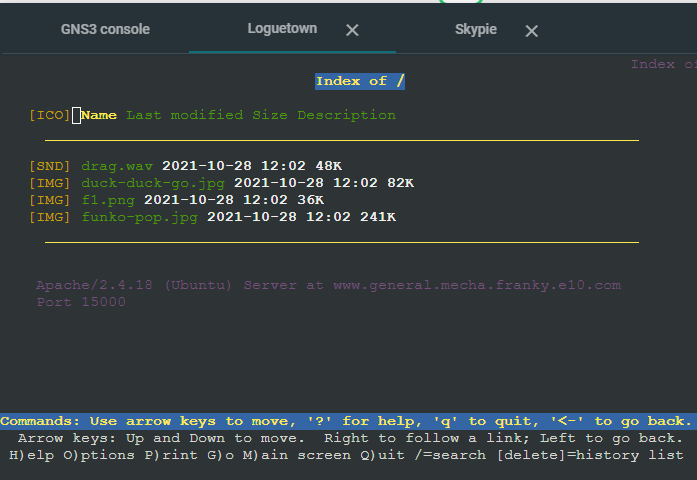 GNS3 console Loguetown Skypie
Index of
Index of /
[ICO] Name Last modified Size Description
[SND] drag.wav 2021-10-28 12:02 48K
[IMG] duck-duck-go.jpg 2021-10-28 12:02 82K
[IMG] f1.png 2021-10-28 12:02 36K
[IMG] funko-pop.jpg 2021-10-28 12:02 241K
Apache/2.4.18 (Ubuntu) Server at www.general.mecha.franky.e10.com
Port 15000
Commands: Use arrow keys to move, '?' for help, 'q' to quit, '<-' to go back.
Arrow keys: Up and Down to move. Right to follow a link; Left to go back.
H)elp O)ptions P)rint G)o M)ain screen Q)uit /=search [delete]=history list